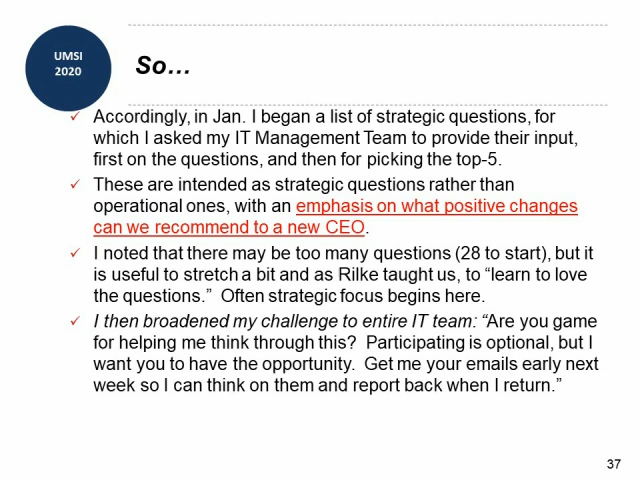 UMSI
2020
So…
✓ Accordingly, in Jan. I began a list of strategic questions, for
which I asked my IT Management Team to provide their input,
first on the questions, and then for picking the top-5.
✓ These are intended as strategic questions rather than
operational ones, with an emphasis on what positive changes
can we recommend to a new CEO.
✓ I noted that there may be too many questions (28 to start), but it
is useful to stretch a bit and as Rilke taught us, to “learn to love
the questions.”  Often strategic focus begins here.
✓ I then broadened my challenge to entire IT team: “Are you game
for helping me think through this?  Participating is optional, but I
want you to have the opportunity.  Get me your emails early next
week so I can think on them and report back when I return.”
37